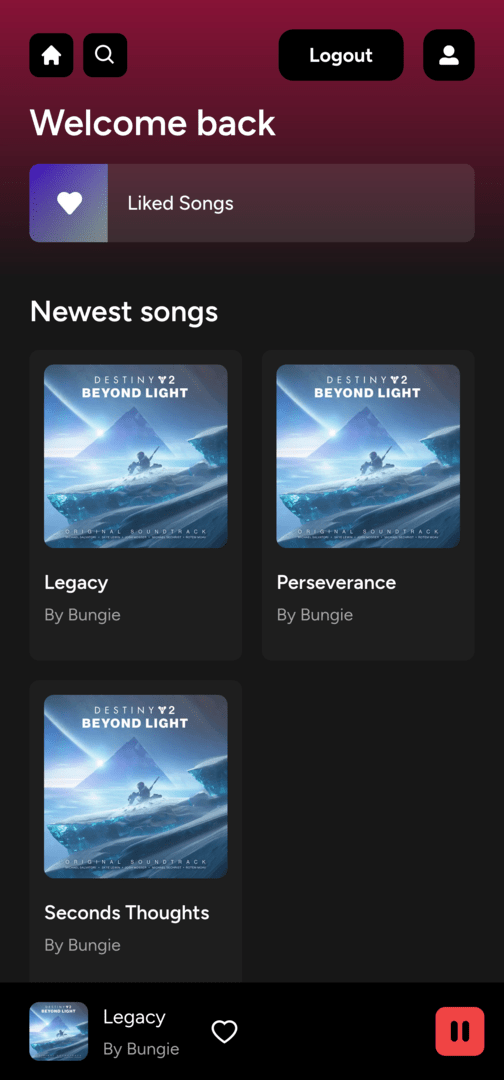 Logout
Welcome back
Liked Songs
Newest songs
DESTINY 2
BEYOND LIGHT
ORIGINAL SOUNDTRACK
Legacy
By Bungie
DESTINY 2
BEYOND LIGHT
ORIGINAL SOUNDTRACK
Perseverance
By Bungie
DESTINY 2
BEYOND LIGHT
ORIGINAL SOUNDTRACK
Seconds Thoughts
By Bungie
BEYOND LIGHT
Legacy
By Bungie